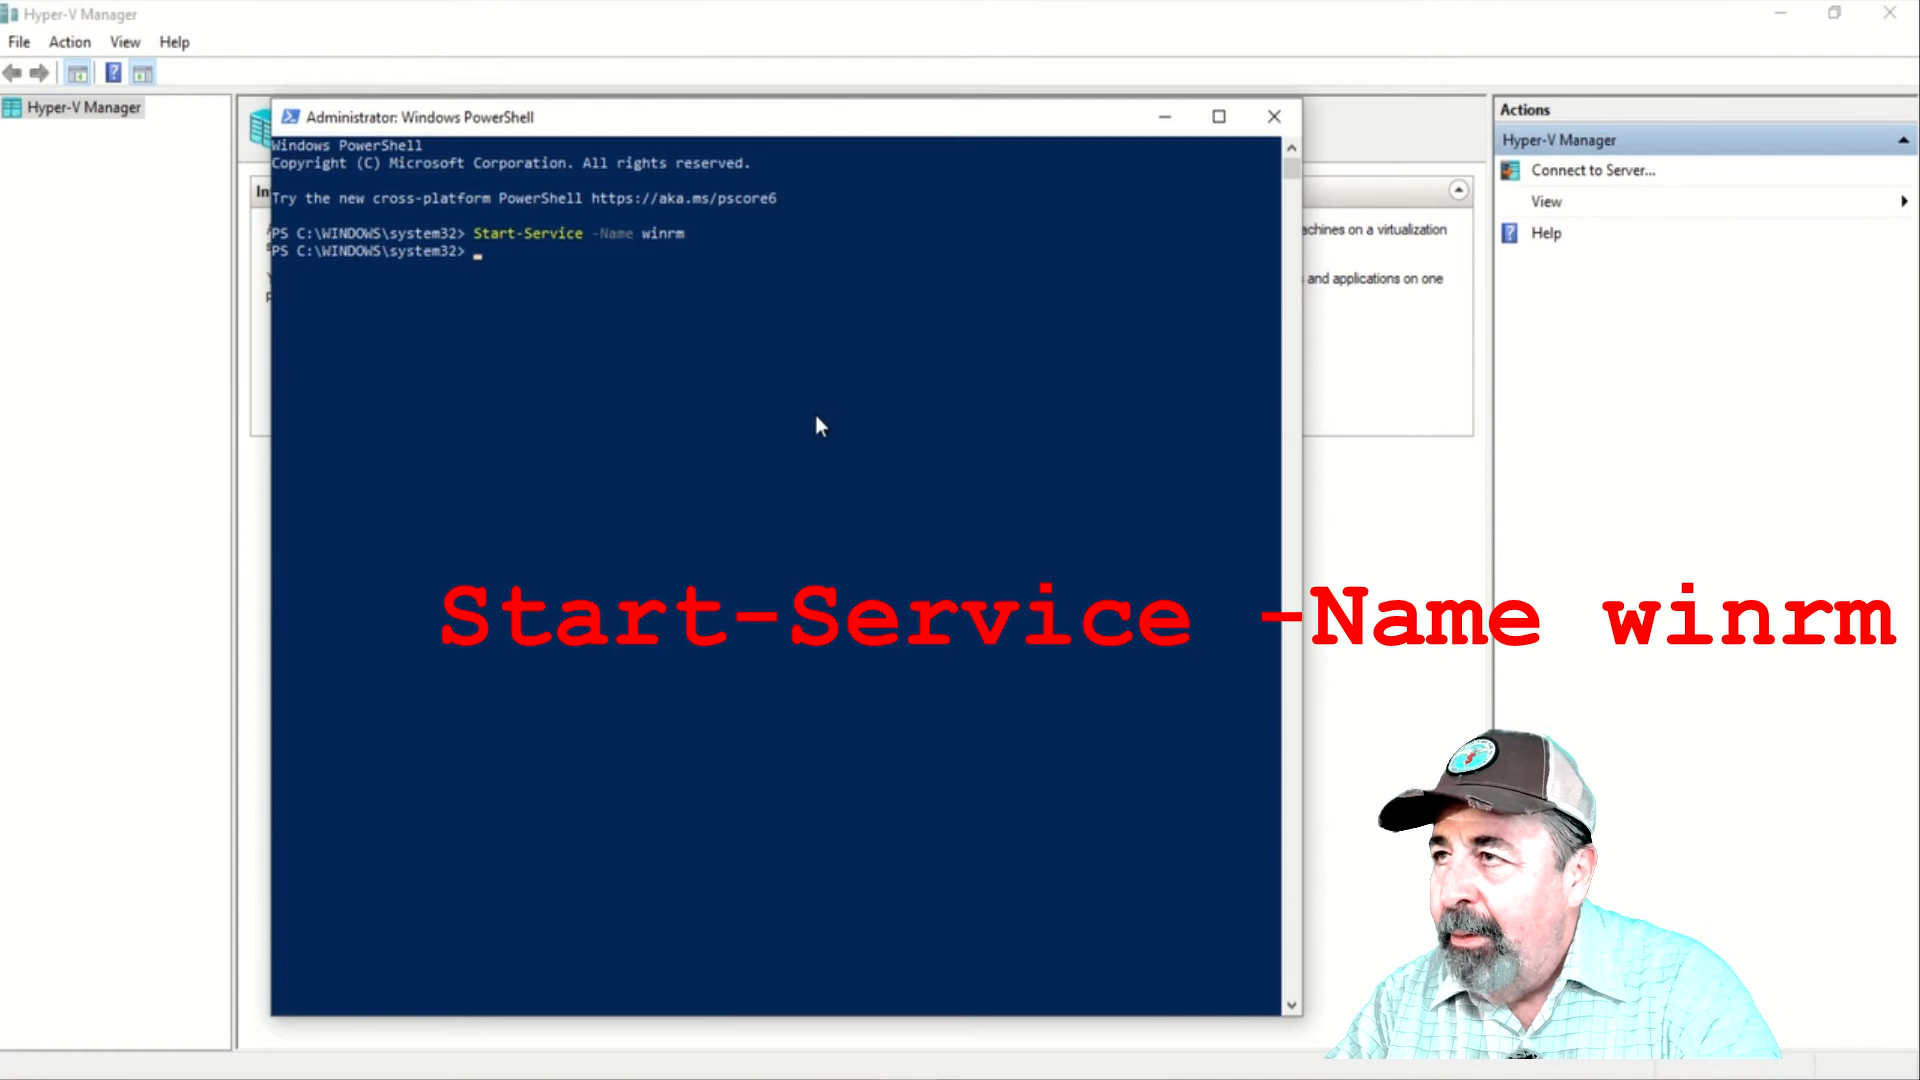 Hyper-V Manager
File Action View Help
Hyper-V Manager
Administrator: Windows PowerShell
Windows PowerShell
Copyright (C) Microsoft Corporation. All rights reserved.
Try the new cross-platform PowerShell https://aka.ms/pscore6
PS C:\WINDOWS\system32> Start-Service -Name winrm
PS C:\WINDOWS\system32>
In
achines on a virtualization
and applications on one
Actions
Hyper-V Manager
Connect to Server...
View
Help
Start-Service -Name winrm